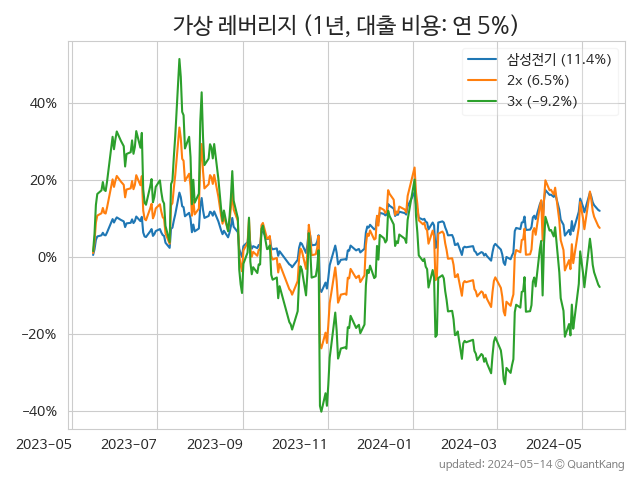 가상 레버리지 (1년, 대출 비용: 연 5%)
삼성전기 (11.4%)
2x (6.5%)
3x (−9.2%)
40%
20%
0%
−20%
−40%
2023-05
2023-07
2023-09
2023-11
2024-01
2024-03
2024-05
updated: 2024-05-14 © QuantKang